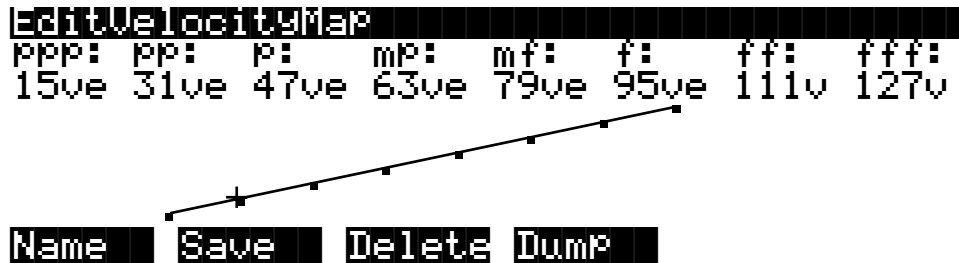 EditVelocityMap
ppp: pp: p: mp: mf: f: ff: fff:
15ve 31ve 47ve 63ve 79ve 95ve 111v 127v
Name Save Delete Dump